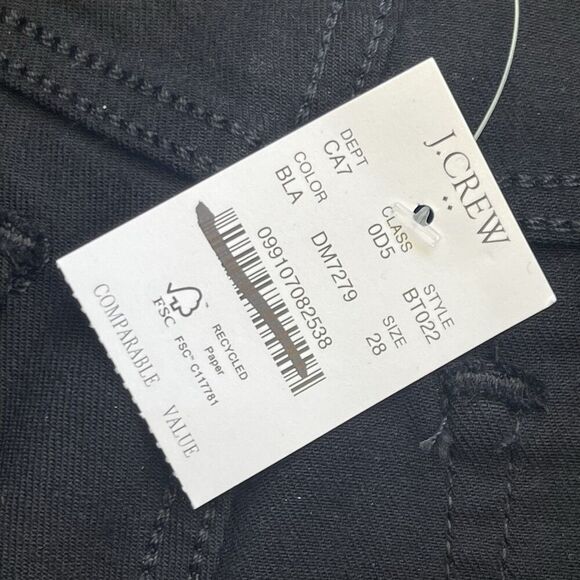 J.CREW
DEPT CLASS STYLE
CA7 0D5 BT022
COLOR SIZE
BLA DM7279 28
099107082538
FSC
RECYCLED
Paper
FSC® C117781
COMPARABLE VALUE